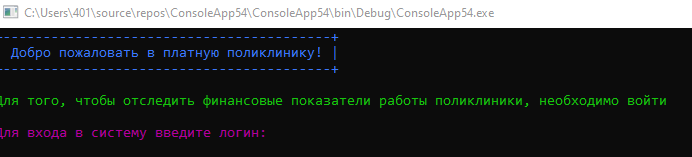 C:\Users\401\source\repos\ConsoleApp54\ConsoleApp54\bin\Debug\ConsoleApp54.exe
------------------------------------------+
Добро пожаловать в платную поликлинику! |
------------------------------------------+
Для того, чтобы отследить финансовые показатели работы поликлиники, необходимо войти
Для входа в систему введите логин: